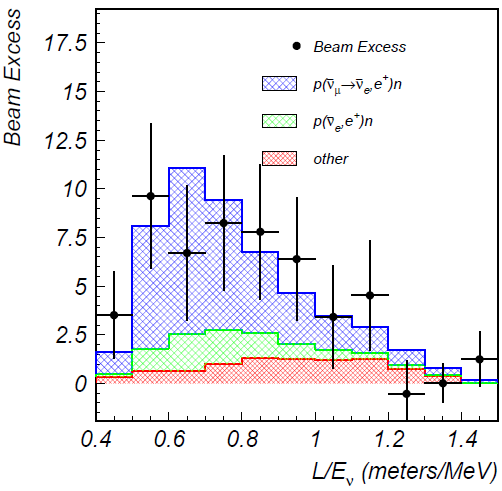 Beam Excess
17.5
15
12.5
10
7.5
5
2.5
0
Beam Excess
p(ν̄μ→ν̄e,e+)n
p(ν̄e,e+)n
other
0.4
0.6
0.8
1
1.2
1.4
L/Eν (meters/MeV)